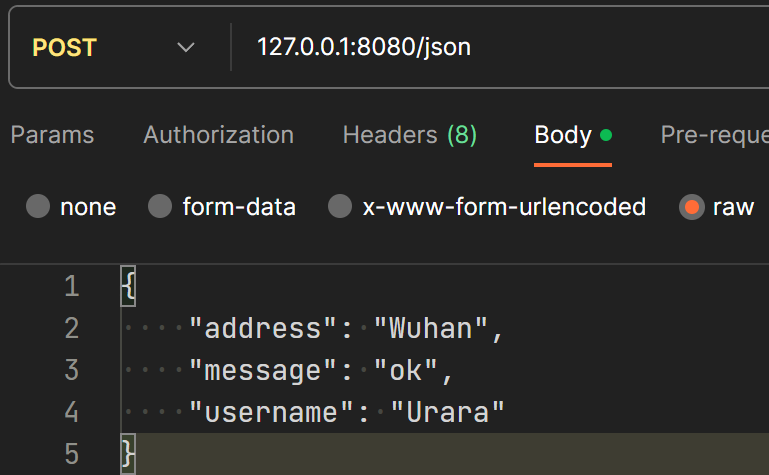 POST 127.0.0.1:8080/json
Params Authorization Headers (8) Body Pre-reque
none form-data x-www-form-urlencoded raw
1 {
2 "address": "Wuhan",
3 "message": "ok",
4 "username": "Urara"
5 }